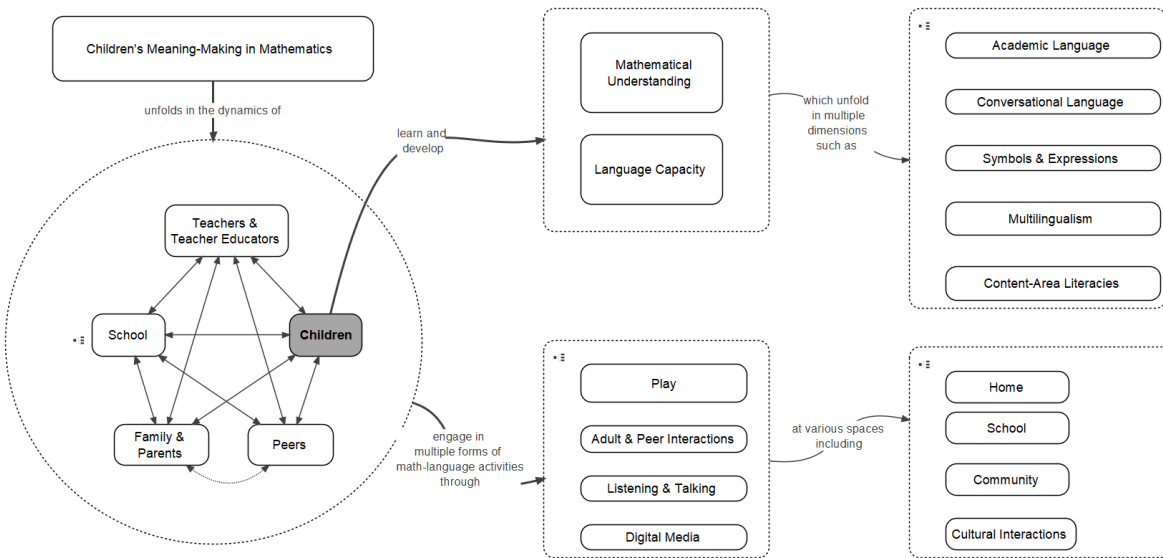 Children's Meaning-Making in Mathematics
unfolds in the dynamics of
Teachers &
Teacher Educators
School
Children
Family &
Parents
Peers
learn and
develop
Mathematical
Understanding
Language Capacity
which unfold
in multiple
dimensions
such as
Academic Language
Conversational Language
Symbols & Expressions
Multilingualism
Content-Area Literacies
engage in
multiple forms of
math-language activities
through
Play
Adult & Peer Interactions
Listening & Talking
Digital Media
at various spaces
including
Home
School
Community
Cultural Interactions